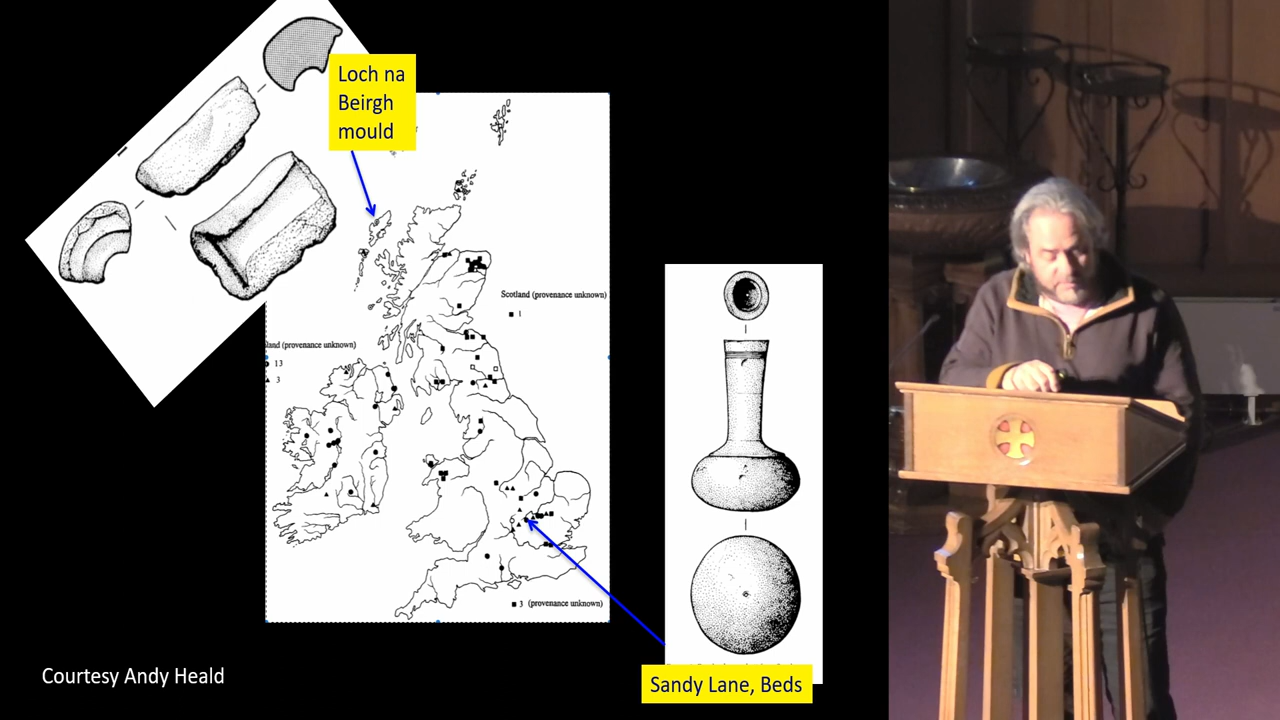 Loch na
Beirgh
mould
Scotland (provenance unknown)
1
land (provenance unknown)
13
3
3 (provenance unknown)
Sandy Lane, Beds
Courtesy Andy Heald